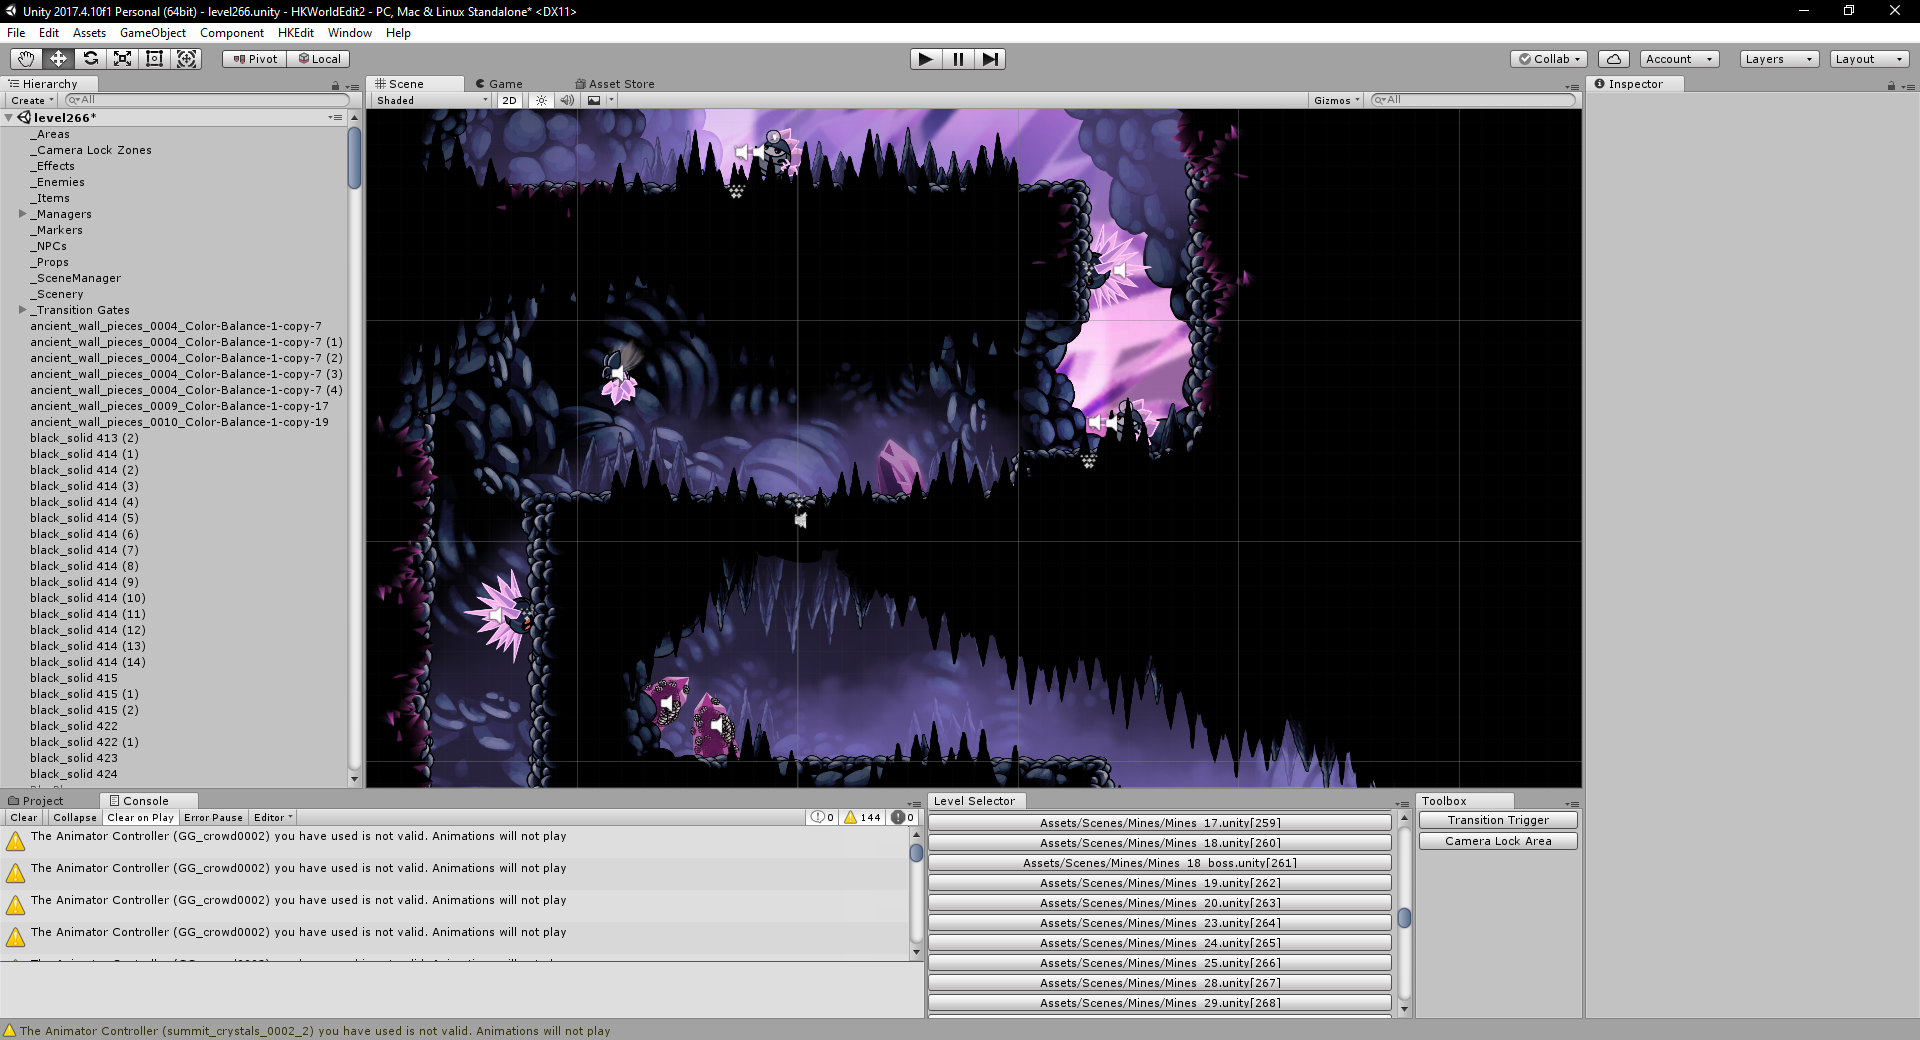 Unity 2017.4.10f1 Personal (64bit) - level266.unity - HKWorldEdit2 - PC, Mac & Linux Standalone* <DX11>
File Edit Assets GameObject Component HKEdit Window Help
Pivot Local Collab Account Layers Layout
Hierarchy
Create All
level266*
_Areas
_Camera Lock Zones
_Effects
_Enemies
_Items
_Managers
_Markers
_NPCs
_Props
_SceneManager
_Scenery
_Transition Gates
ancient_wall_pieces_0004_Color-Balance-1-copy-7
ancient_wall_pieces_0004_Color-Balance-1-copy-7 (1)
ancient_wall_pieces_0004_Color-Balance-1-copy-7 (2)
ancient_wall_pieces_0004_Color-Balance-1-copy-7 (3)
ancient_wall_pieces_0004_Color-Balance-1-copy-7 (4)
ancient_wall_pieces_0009_Color-Balance-1-copy-17
ancient_wall_pieces_0010_Color-Balance-1-copy-19
black_solid 413 (2)
black_solid 414 (1)
black_solid 414 (2)
black_solid 414 (3)
black_solid 414 (4)
black_solid 414 (5)
black_solid 414 (6)
black_solid 414 (7)
black_solid 414 (8)
black_solid 414 (9)
black_solid 414 (10)
black_solid 414 (11)
black_solid 414 (12)
black_solid 414 (13)
black_solid 414 (14)
black_solid 415
black_solid 415 (1)
black_solid 415 (2)
black_solid 422
black_solid 422 (1)
black_solid 423
black_solid 424
Scene Game Asset Store
Shaded 2D Gizmos All
Inspector
Project Console
Clear Collapse Clear on Play Error Pause Editor 0 144 0
The Animator Controller (GG_crowd0002) you have used is not valid. Animations will not play
The Animator Controller (GG_crowd0002) you have used is not valid. Animations will not play
The Animator Controller (GG_crowd0002) you have used is not valid. Animations will not play
The Animator Controller (GG_crowd0002) you have used is not valid. Animations will not play
Level Selector
Assets/Scenes/Mines/Mines_17.unity[259]
Assets/Scenes/Mines/Mines_18.unity[260]
Assets/Scenes/Mines/Mines_18_boss.unity[261]
Assets/Scenes/Mines/Mines_19.unity[262]
Assets/Scenes/Mines/Mines_20.unity[263]
Assets/Scenes/Mines/Mines_23.unity[264]
Assets/Scenes/Mines/Mines_24.unity[265]
Assets/Scenes/Mines/Mines_25.unity[266]
Assets/Scenes/Mines/Mines_28.unity[267]
Assets/Scenes/Mines/Mines_29.unity[268]
Toolbox
Transition Trigger
Camera Lock Area
The Animator Controller (summit_crystals_0002_2) you have used is not valid. Animations will not play